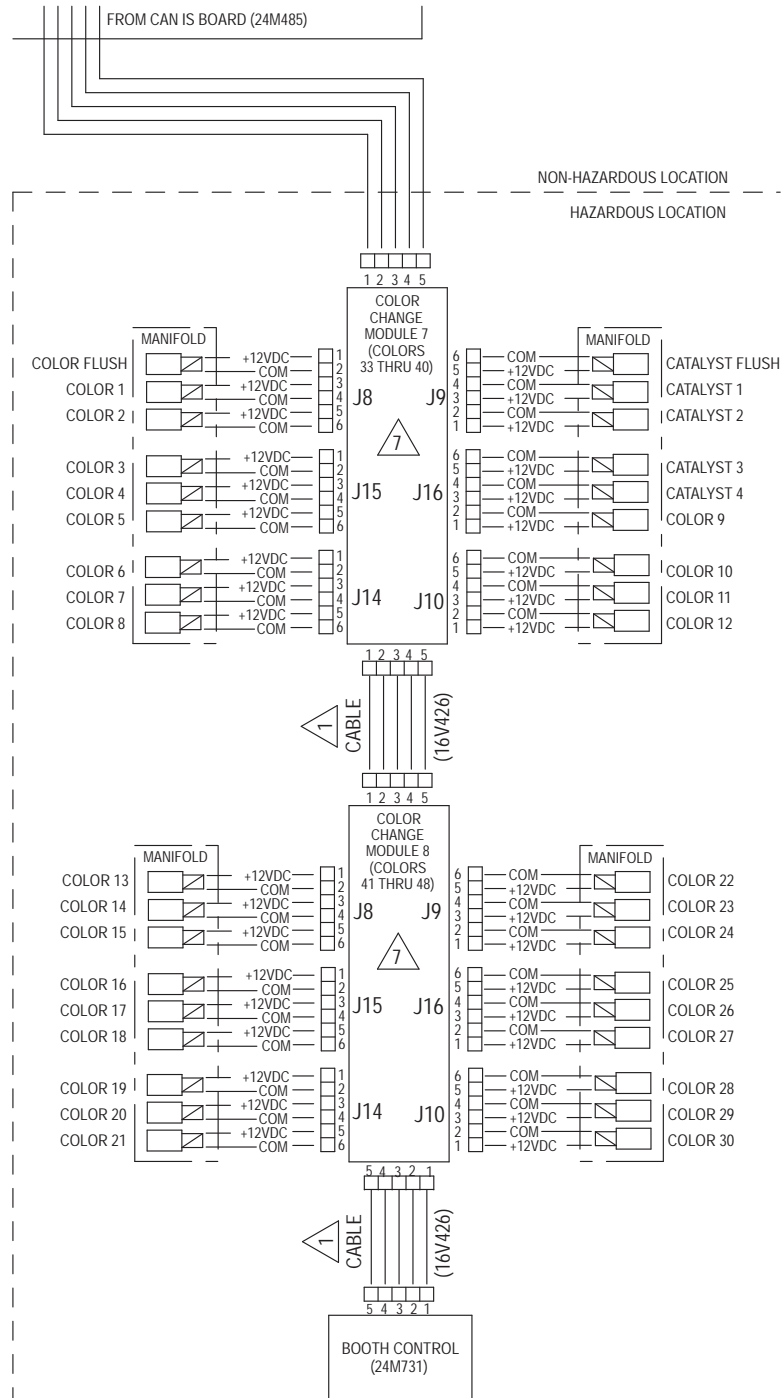 FROM CAN IS BOARD (24M485)
NON-HAZARDOUS LOCATION
HAZARDOUS LOCATION
1 2 3 4 5
COLOR
CHANGE
MODULE 7
(COLORS
33 THRU 40)
7
J8
J9
J15
J16
J14
J10
MANIFOLD
COLOR FLUSH +12VDC 1
COM 2
COLOR 1 +12VDC 3
COM 4
COLOR 2 +12VDC 5
COM 6
COLOR 3 +12VDC 1
COM 2
COLOR 4 +12VDC 3
COM 4
COLOR 5 +12VDC 5
COM 6
COLOR 6 +12VDC 1
COM 2
COLOR 7 +12VDC 3
COM 4
COLOR 8 +12VDC 5
COM 6
MANIFOLD
6 COM CATALYST FLUSH
5 +12VDC
4 COM CATALYST 1
3 +12VDC
2 COM CATALYST 2
1 +12VDC
6 COM CATALYST 3
5 +12VDC
4 COM CATALYST 4
3 +12VDC
2 COM COLOR 9
1 +12VDC
6 COM COLOR 10
5 +12VDC
4 COM COLOR 11
3 +12VDC
2 COM COLOR 12
1 +12VDC
1 2 3 4 5
1
CABLE
(16V426)
1 2 3 4 5
COLOR
CHANGE
MODULE 8
(COLORS
41 THRU 48)
7
J8
J9
J15
J16
J14
J10
MANIFOLD
COLOR 13 +12VDC 1
COM 2
COLOR 14 +12VDC 3
COM 4
COLOR 15 +12VDC 5
COM 6
COLOR 16 +12VDC 1
COM 2
COLOR 17 +12VDC 3
COM 4
COLOR 18 +12VDC 5
COM 6
COLOR 19 +12VDC 1
COM 2
COLOR 20 +12VDC 3
COM 4
COLOR 21 +12VDC 5
COM 6
MANIFOLD
6 COM COLOR 22
5 +12VDC
4 COM COLOR 23
3 +12VDC
2 COM COLOR 24
1 +12VDC
6 COM COLOR 25
5 +12VDC
4 COM COLOR 26
3 +12VDC
2 COM COLOR 27
1 +12VDC
6 COM COLOR 28
5 +12VDC
4 COM COLOR 29
3 +12VDC
2 COM COLOR 30
1 +12VDC
5 4 3 2 1
1
CABLE
(16V426)
5 4 3 2 1
BOOTH CONTROL
(24M731)